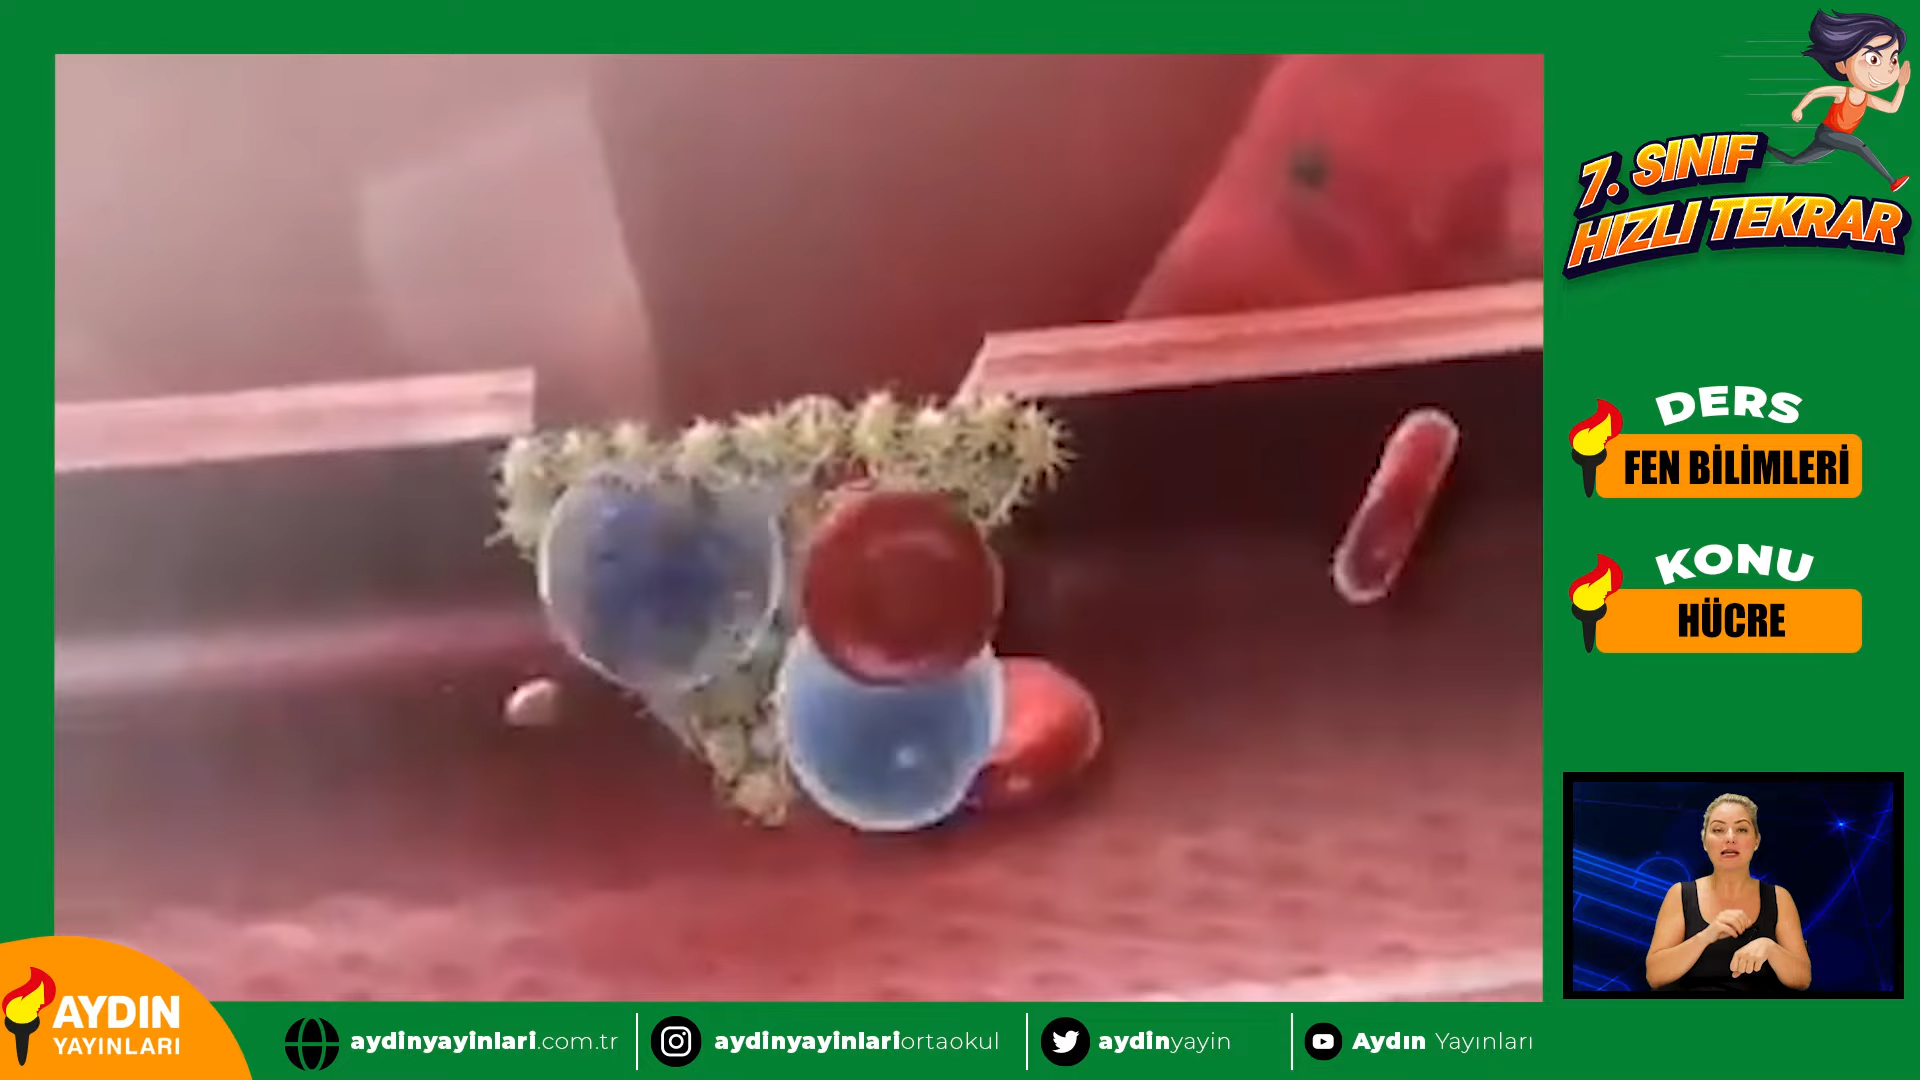 7. SINIF
HIZLI TEKRAR
DERS
FEN BİLİMLERİ
KONU
HÜCRE
AYDIN
YAYINLARI
aydinyayinlari.com.tr
aydinyayinlariortaokul
aydinyayin
Aydın Yayınları